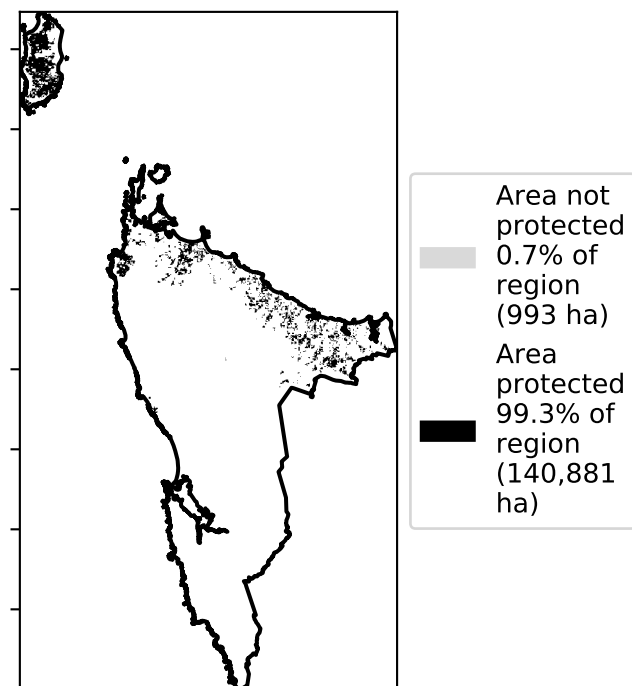 Area not
protected
0.7% of
region
(993 ha)
Area
protected
99.3% of
region
(140,881
ha)